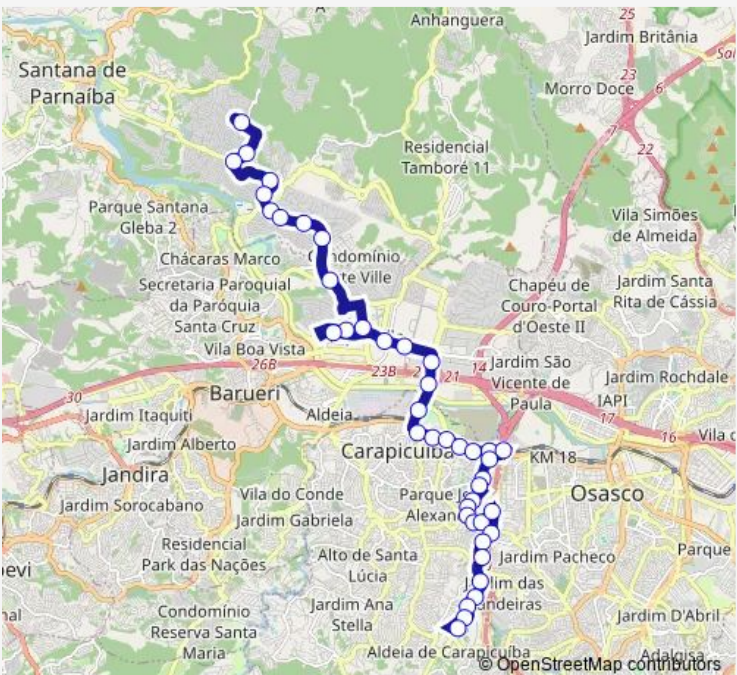 Anhanguera
25
Jardim Britânia
Santana de
Parnaíba
23
Morro Doce
6
7
22
Residencial
Tamboré 11
Parque Santana
Gleba 2
Vila Simões
de Almeida
Chácaras Marco
Secretaria Paroquial
da Paróquia
Santa Cruz
Chapéu de
Couro-Portal
d'Oeste II
Jardim Santa
Rita de Cássia
Vila Boa Vista
26B
23B
2
21
14
Jardim São
Vicente de
Paula
Jardim Rochdale
30
Barueri
IAPI
17
16
Jardim Itaquiti
Aldeia
Jardim Alberto
Carapicuíba
KM 18
Jandira
Osasco
Jardim Sorocabano
Vila do Conde
Parque
Jardim Gabriela
Residencial
Park das Nações
Alto de Santa
Lúcia
Jardim Pacheco
Parque
Condomínio
Reserva Santa
Maria
Jardim Ana
Stella
Jardim D'Abril
Aldeia de Carapicuíba
Adalgisa
© OpenStreetMap contributors